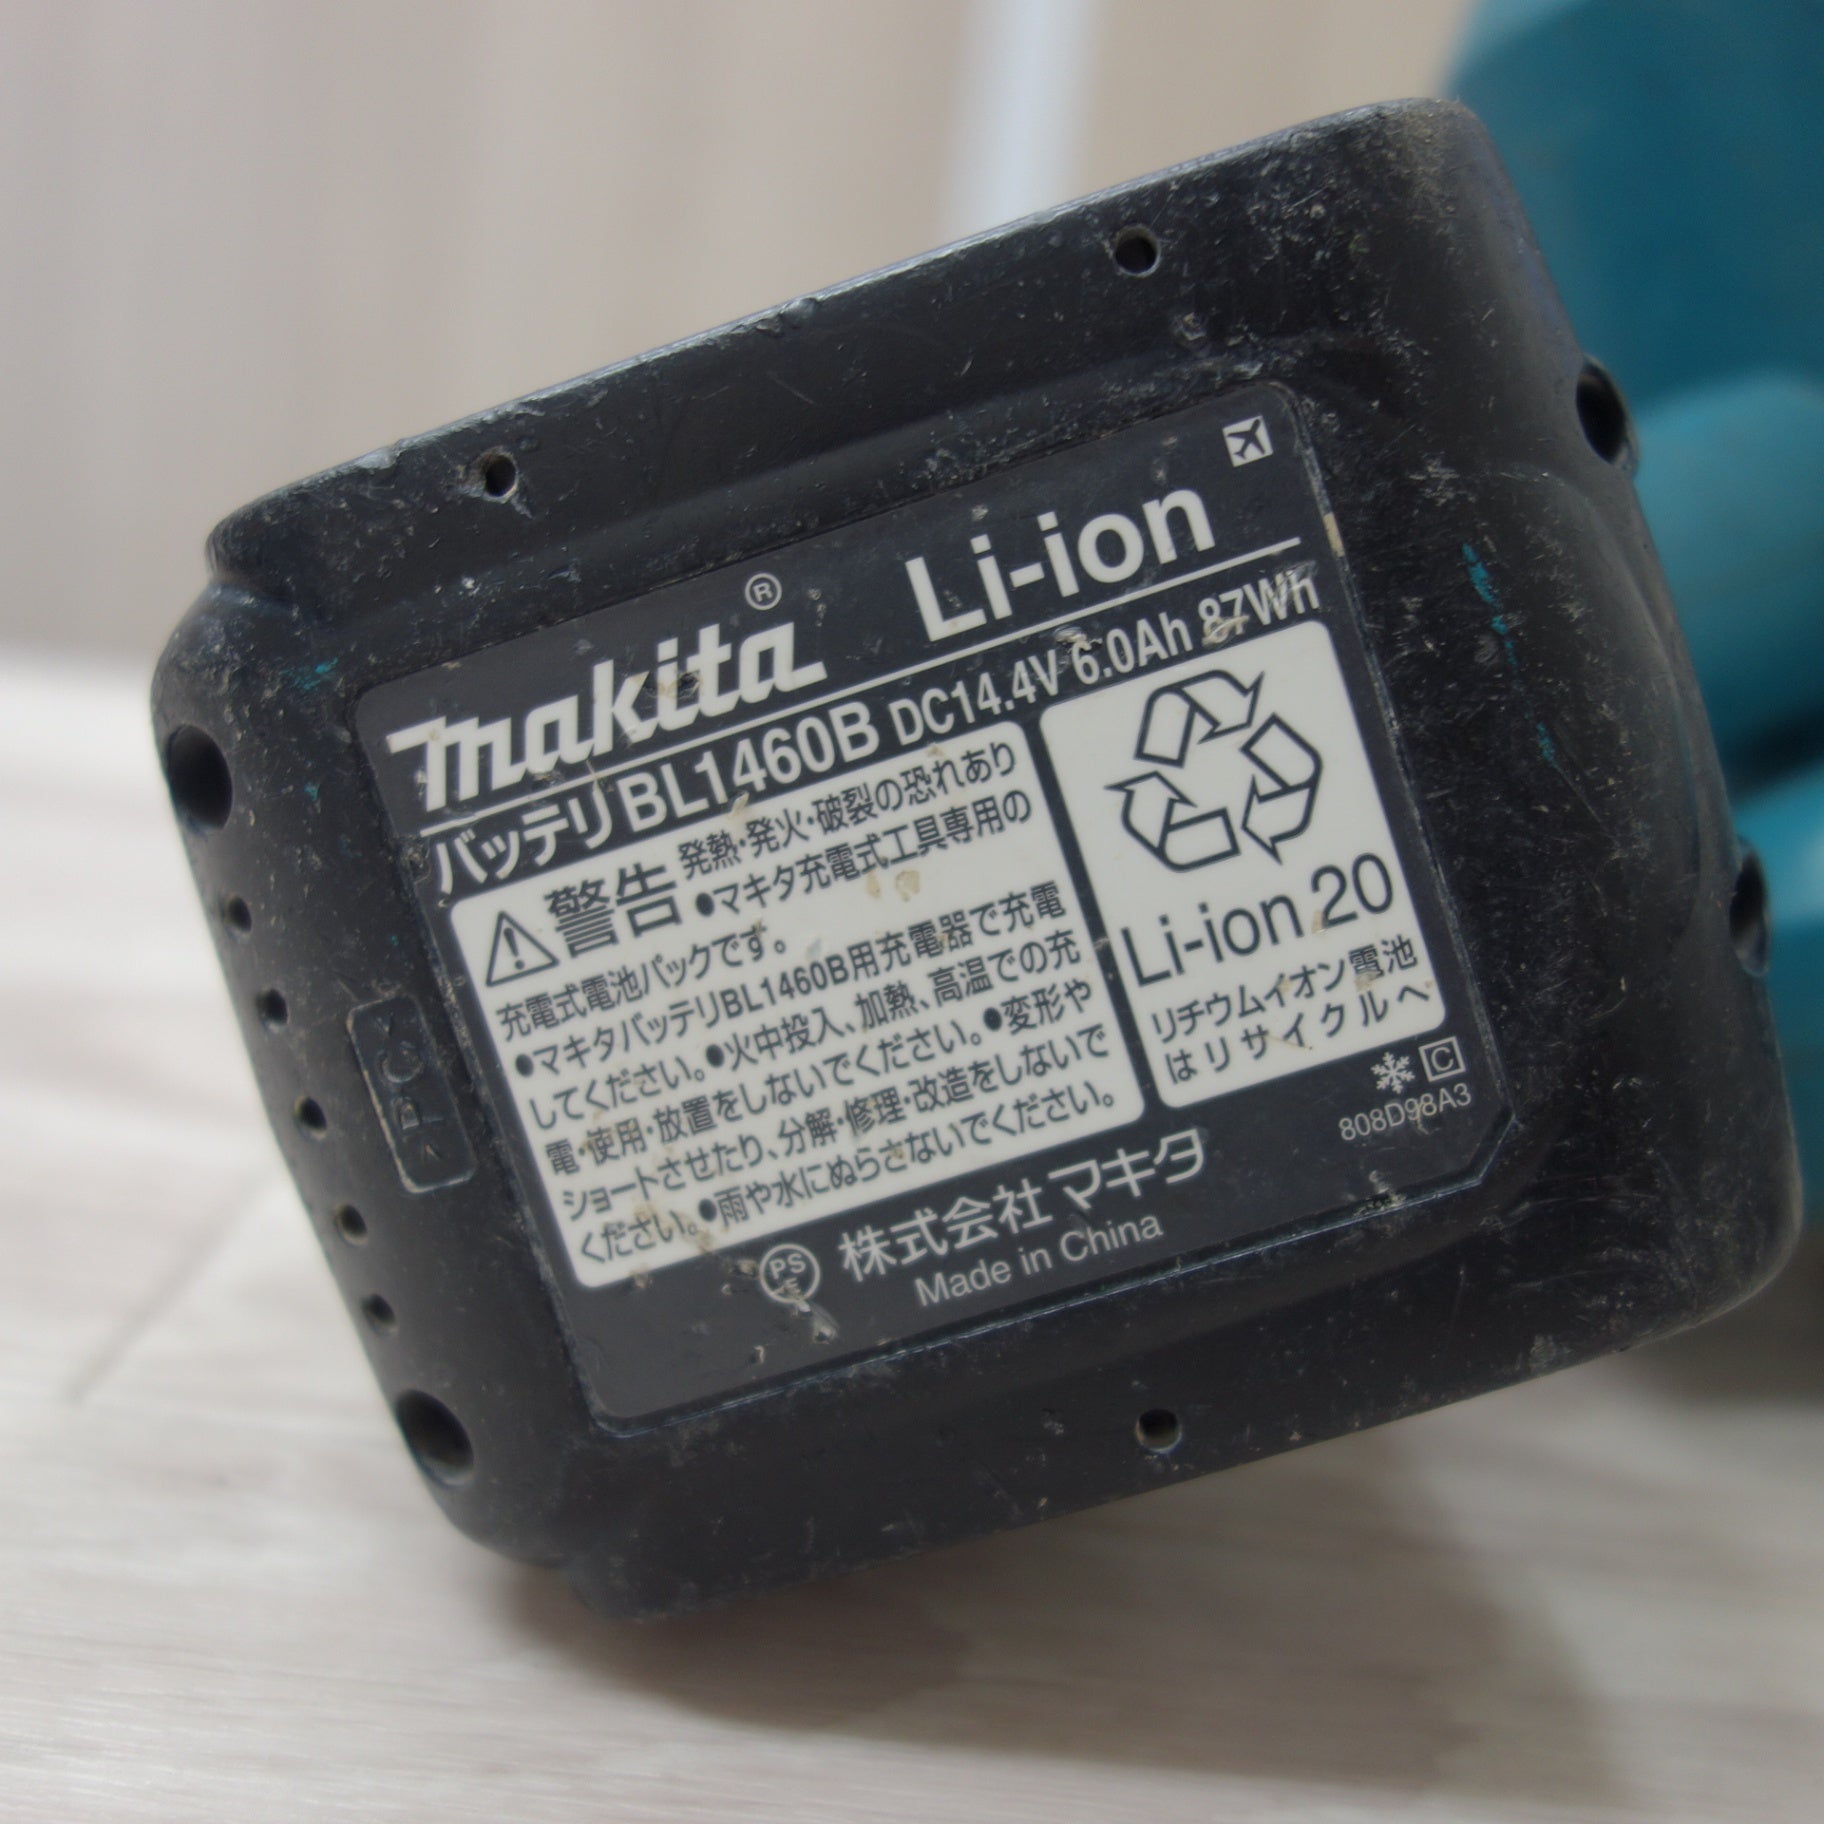 makita® Li-ion
バッテリ BL1460B DC14.4V 6.0Ah 87Wh
⚠警告 発熱・発火・破裂の恐れあり
●マキタ充電式工具専用の
充電式電池パックです。
●マキタバッテリBL1460B用充電器で充電
してください。●火中投入、加熱、高温での充
電・使用・放置をしないでください。●変形や
ショートさせたり、分解・修理・改造をしないで
ください。●雨や水にぬらさないでください。
Li-ion 20
リチウムイオン電池
はリサイクルへ
C
808D98A3
PS
E
株式会社マキタ
Made in China
>PC<